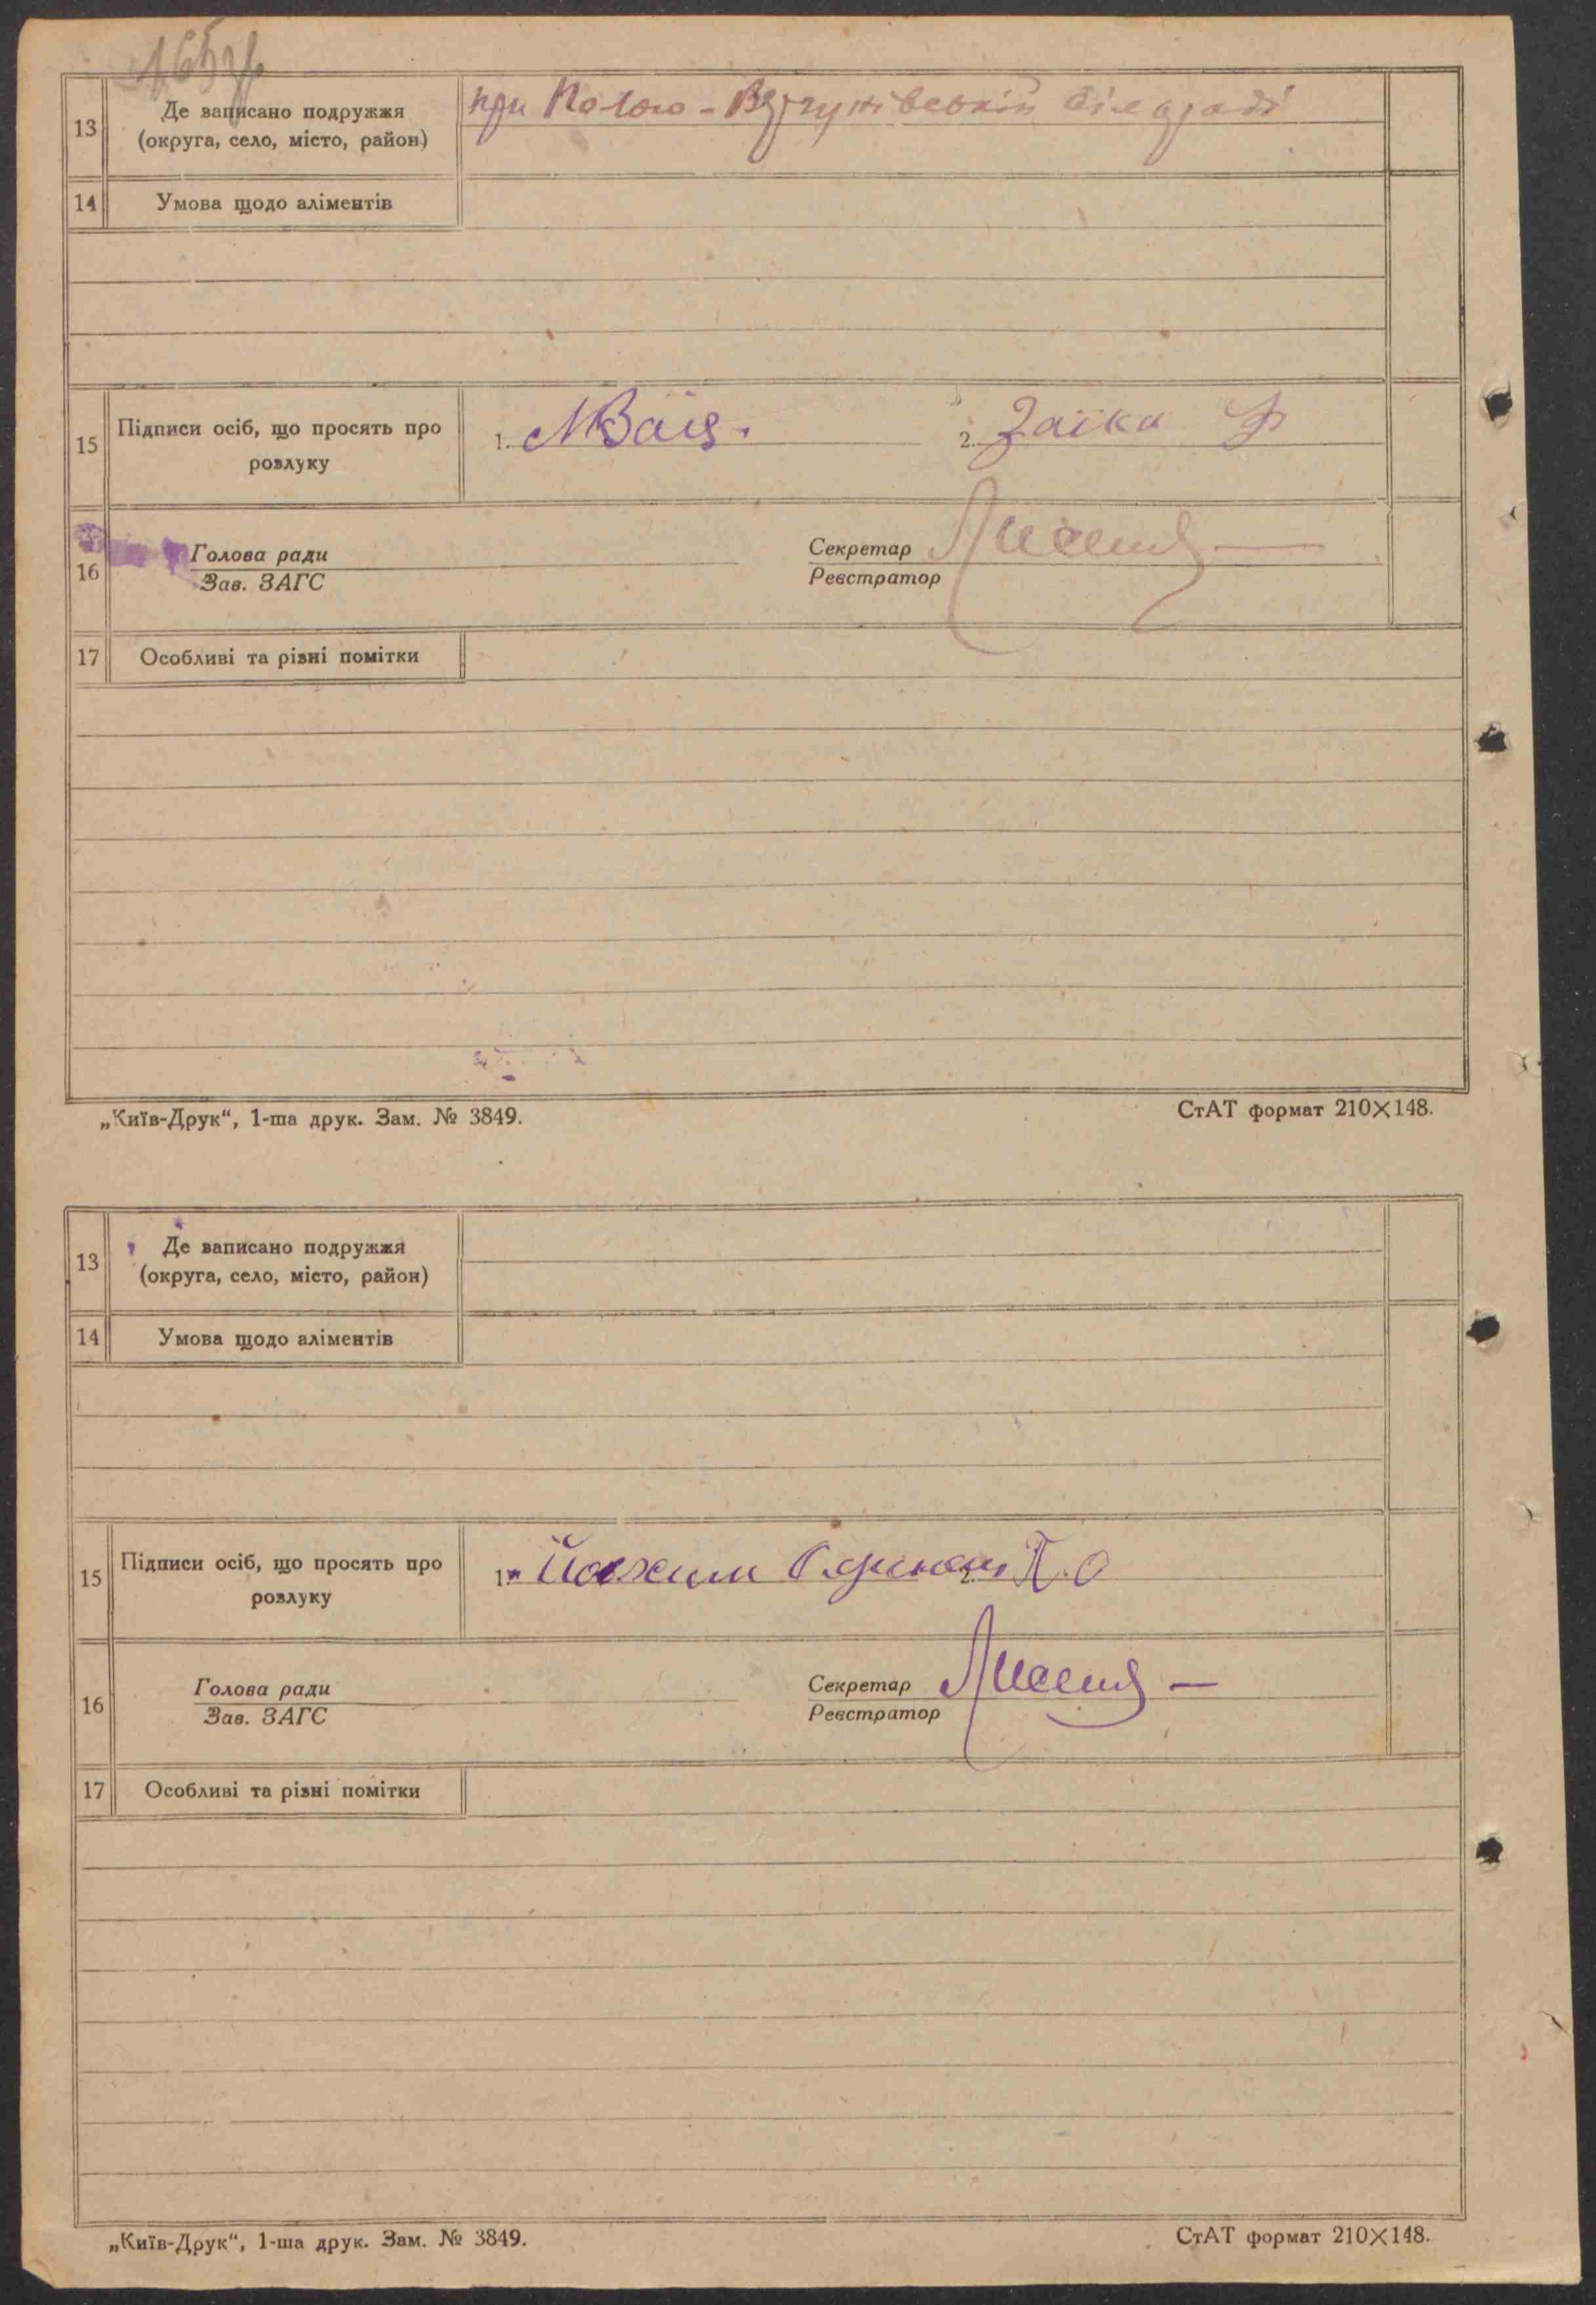 13
Де записано подружжя
(округа, село, місто, район)
при Полого-Вергунівській сілараді
14
Умова щодо аліментів
15
Підписи осіб, що просять про
розлуку
1.
2. Заїка
16
Голова ради
Зав. ЗАГС
Секретар
Реєстратор
17
Особливі та різні помітки
„Київ-Друк“, 1-ша друк. Зам. № 3849.
СтАТ формат 210×148.
13
Де записано подружжя
(округа, село, місто, район)
14
Умова щодо аліментів
15
Підписи осіб, що просять про
розлуку
1.
16
Голова ради
Зав. ЗАГС
Секретар
Реєстратор
17
Особливі та різні помітки
„Київ-Друк“, 1-ша друк. Зам. № 3849.
СтАТ формат 210×148.